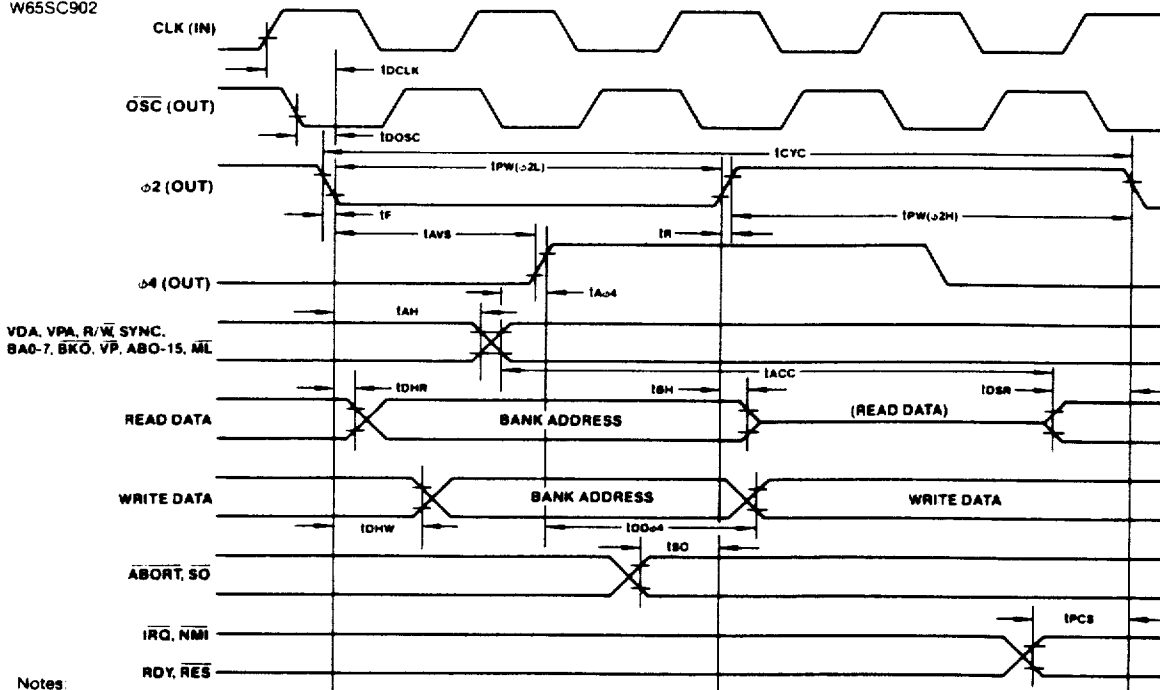 W65SC902
CLK (IN)
tDCLK
OSC (OUT)
tDOSC
tCYC
tPW(φ2L)
φ2 (OUT)
tF
tPW(φ2H)
tAVS
tR
φ4 (OUT)
tAφ4
tAH
VDA, VPA, R/W, SYNC,
BA0-7, BKO, VP, ABO-15, ML
tACC
tDHR
tBH
tDSR
READ DATA
BANK ADDRESS
(READ DATA)
WRITE DATA
BANK ADDRESS
WRITE DATA
tDHW
tDDφ4
tSO
ABORT, SO
IRQ, NMI
tPCS
RDY, RES
Notes: